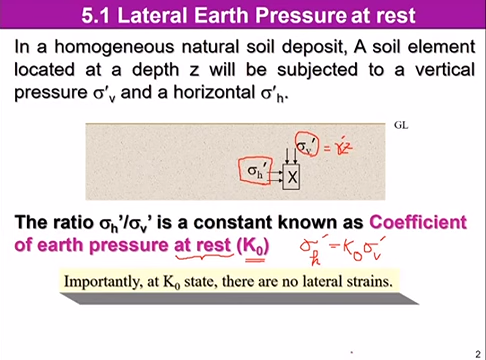 5.1 Lateral Earth Pressure at rest
In a homogeneous natural soil deposit, A soil element
located at a depth z will be subjected to a vertical
pressure σ′v and a horizontal σ′h.
GL
σv′ = γ′z
σh′
X
The ratio σh’/σv’ is a constant known as Coefficient
of earth pressure at rest (K0) σh′ = K0 σv′
Importantly, at K0 state, there are no lateral strains.
2